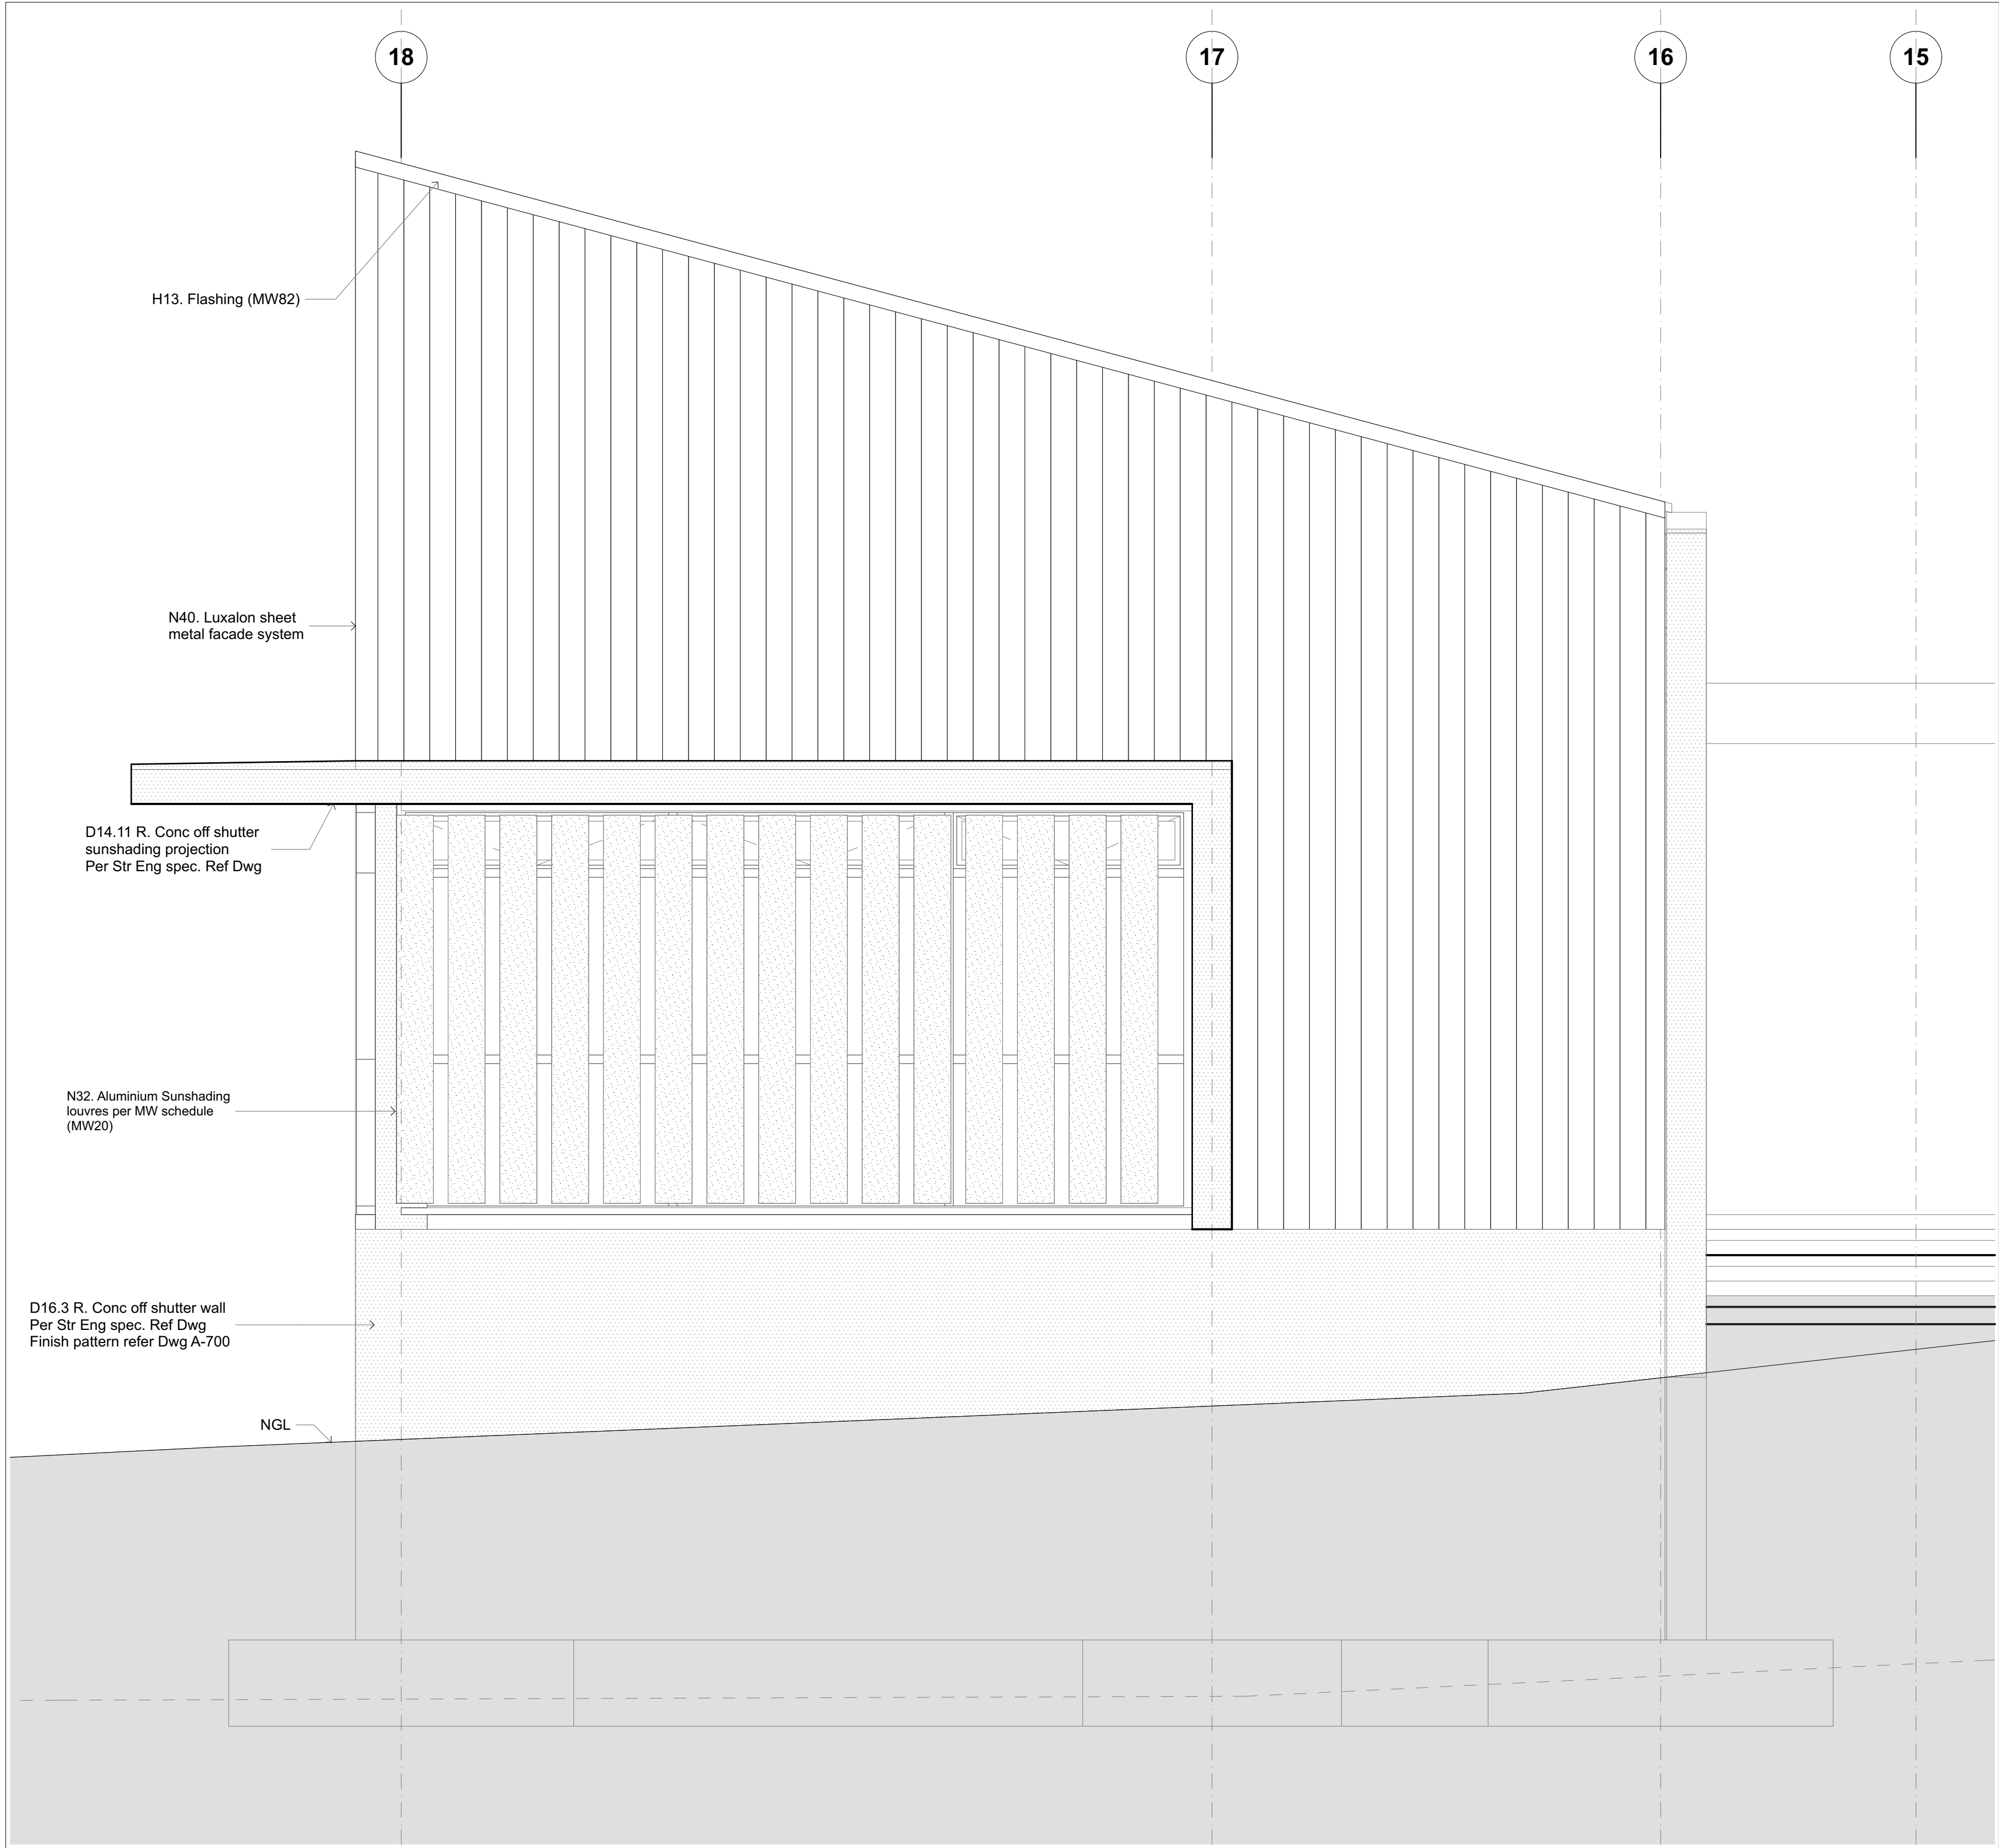 18
17
16
15
H13. Flashing (MW82)
N40. Luxalon sheet
metal facade system
D14.11 R. Conc off shutter
sunshading projection
Per Str Eng spec. Ref Dwg
N32. Aluminium Sunshading
louvres per MW schedule
(MW20)
D16.3 R. Conc off shutter wall
Per Str Eng spec. Ref Dwg
Finish pattern refer Dwg A-700
NGL